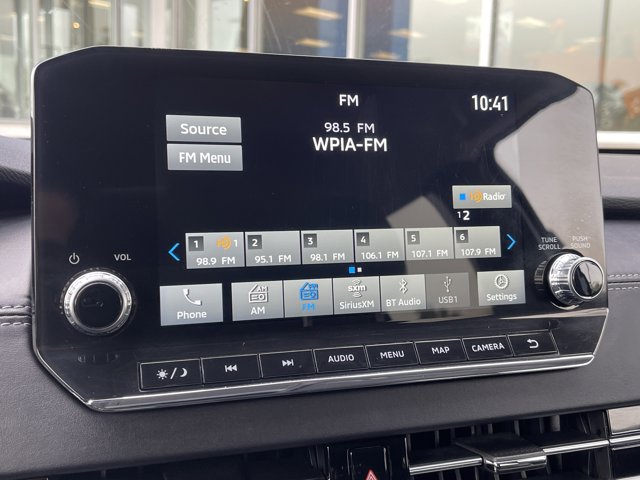 FM
10:41
Source
98.5 FM
WPIA-FM
FM Menu
HD Radio
1 2
1 HD 1 98.9 FM
2 95.1 FM
3 98.1 FM
4 106.1 FM
5 107.1 FM
6 107.9 FM
VOL
TUNE SCROLL
PUSH SOUND
Phone
AM
FM
sxm
SiriusXM
BT Audio
USB1
Settings
AUDIO
MENU
MAP
CAMERA